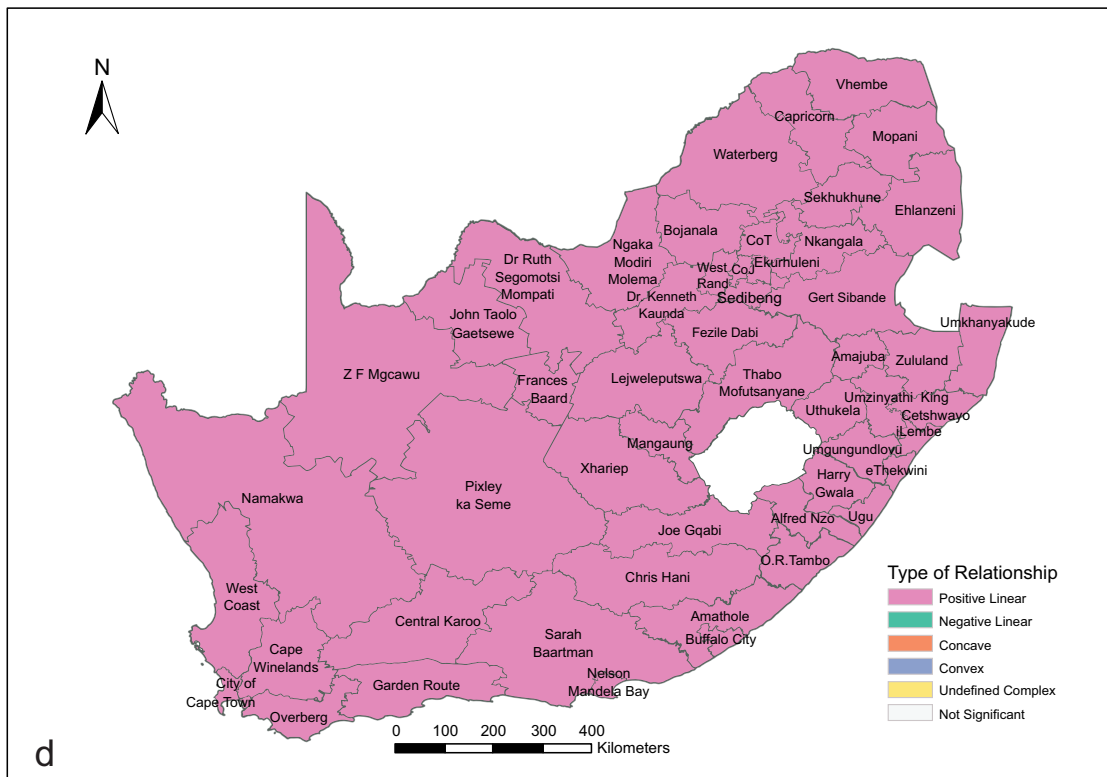 N
Vhembe
Capricorn
Mopani
Waterberg
Sekhukhune
Ehlanzeni
Bojanala
CoT
Nkangala
Ngaka
Modiri
Molema
Dr Ruth
Segomotsi
Mompati
West
Rand
CoJ
Ekurhuleni
Dr. Kenneth
Kaunda
Sedibeng
Gert Sibande
John Taolo
Gaetsewe
Umkhanyakude
Fezile Dabi
Amajuba
Zululand
Z F Mgcawu
Frances
Baard
Lejweleputswa
Thabo
Mofutsanyane
Umzinyathi
King
Cetshwayo
Uthukela
iLembe
Mangaung
Umgungundlovu
Xhariep
eThekwini
Harry
Gwala
Namakwa
Pixley
ka Seme
Ugu
Alfred Nzo
Joe Gqabi
O.R.Tambo
Chris Hani
West
Coast
Amathole
Central Karoo
Buffalo City
Sarah
Baartman
Cape
Winelands
Nelson
Mandela Bay
City of
Cape Town
Garden Route
Overberg
Type of Relationship
Positive Linear
Negative Linear
Concave
Convex
Undefined Complex
Not Significant
0 100 200 300 400
Kilometers
d